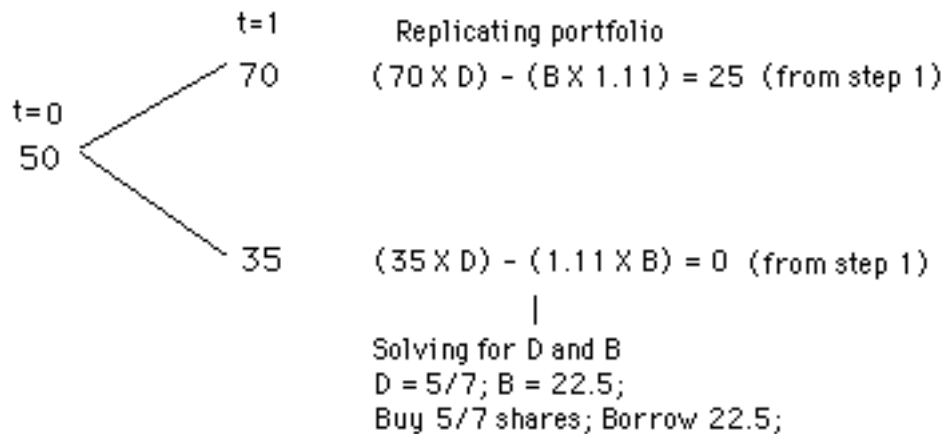 t=1
Replicating portfolio
70 (70 X D) - (B X 1.11) = 25 (from step 1)
t=0
50
35 (35 X D) - (1.11 X B) = 0 (from step 1)
Solving for D and B
D = 5/7; B = 22.5;
Buy 5/7 shares; Borrow 22.5;